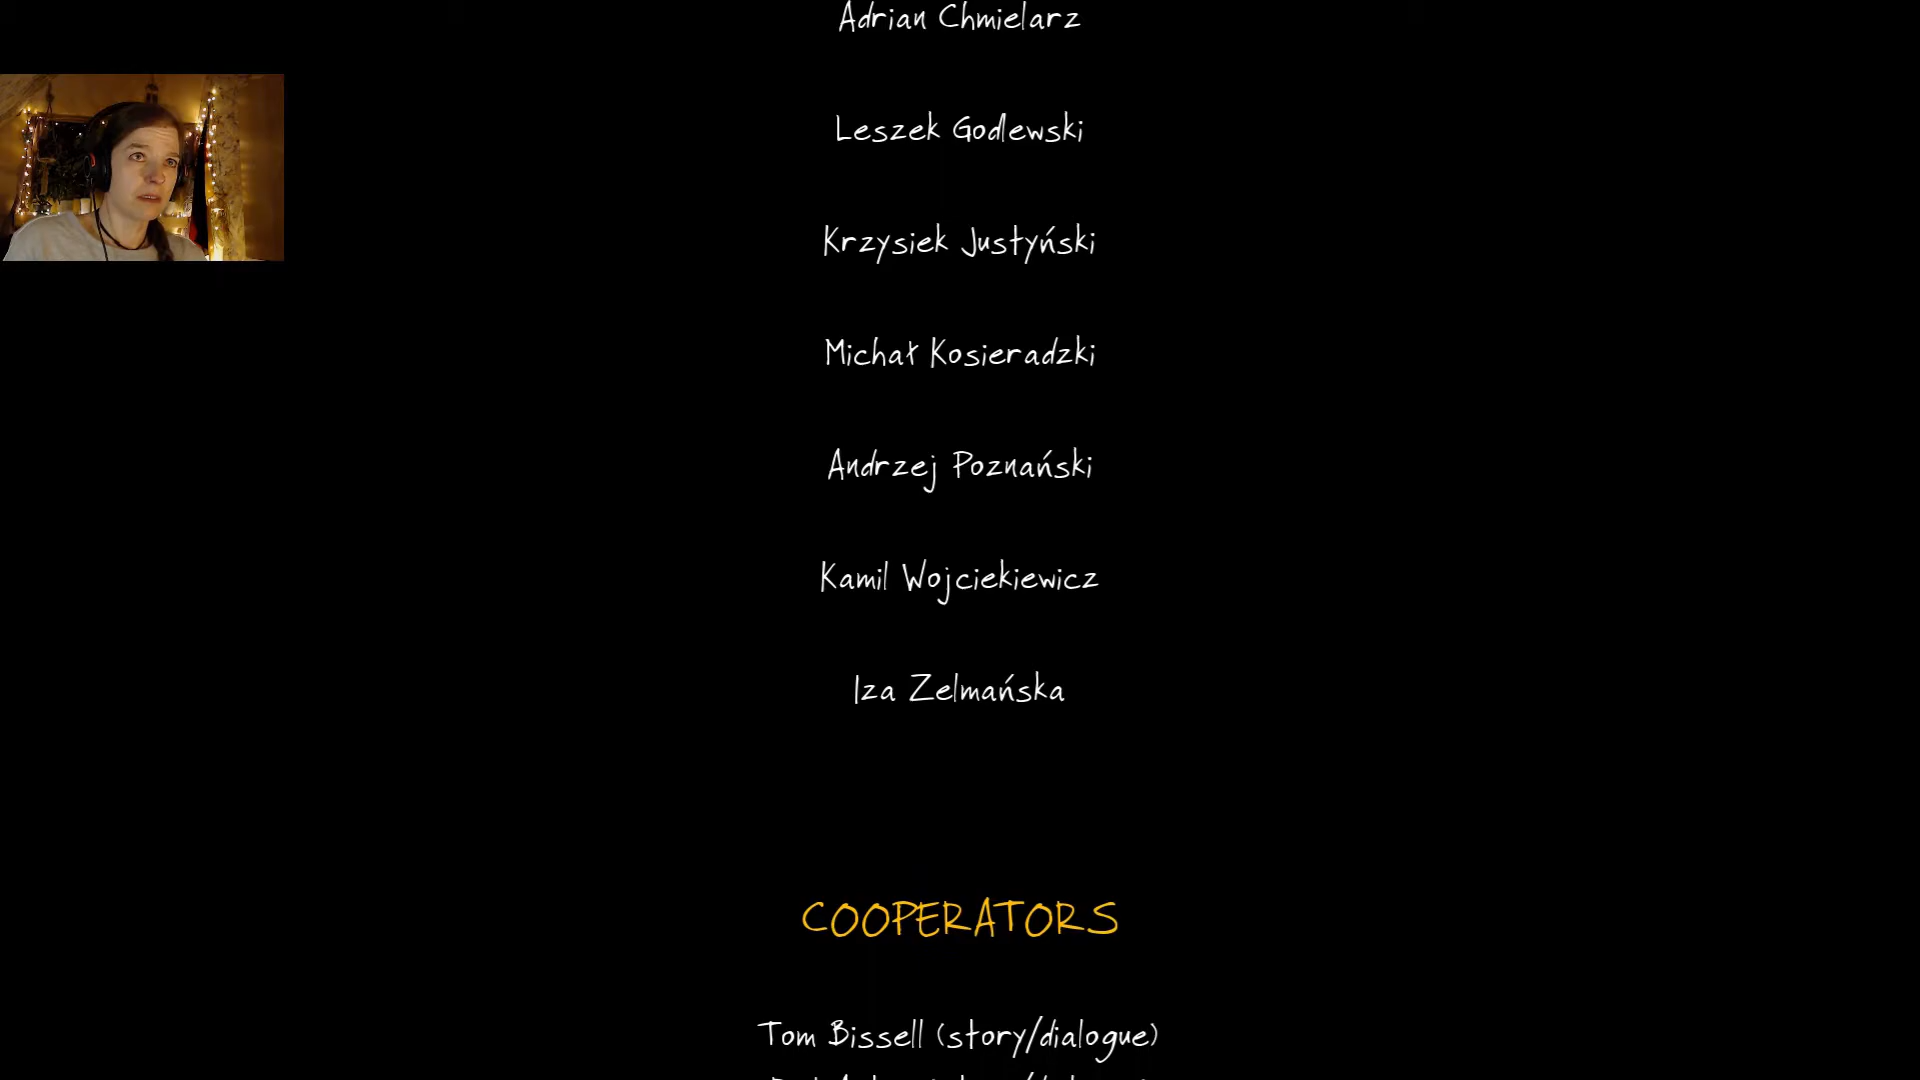 Adrian Chmielarz
Leszek Godlewski
Krzysiek Justyński
Michał Kosieradzki
Andrzej Poznański
Kamil Wojciekiewicz
Iza Zelmańska
COOPERATORS
Tom Bissell (story/dialogue)